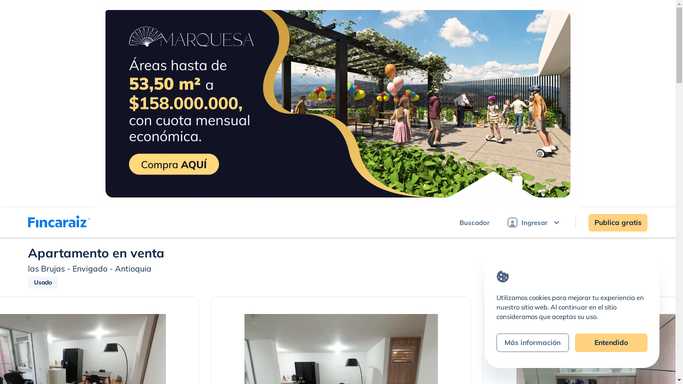 MARQUESA
Áreas hasta de
53,50 m² a
$158.000.000,
con cuota mensual
económica.
Compra AQUÍ
Fincaraiz
Buscador
Ingresar
Publica gratis
Apartamento en venta
las Brujas - Envigado - Antioquia
Usado
Utilizamos cookies para mejorar tu experiencia en
nuestro sitio web. Al continuar en el sitio
consideramos que aceptas su uso.
Más información
Entendido